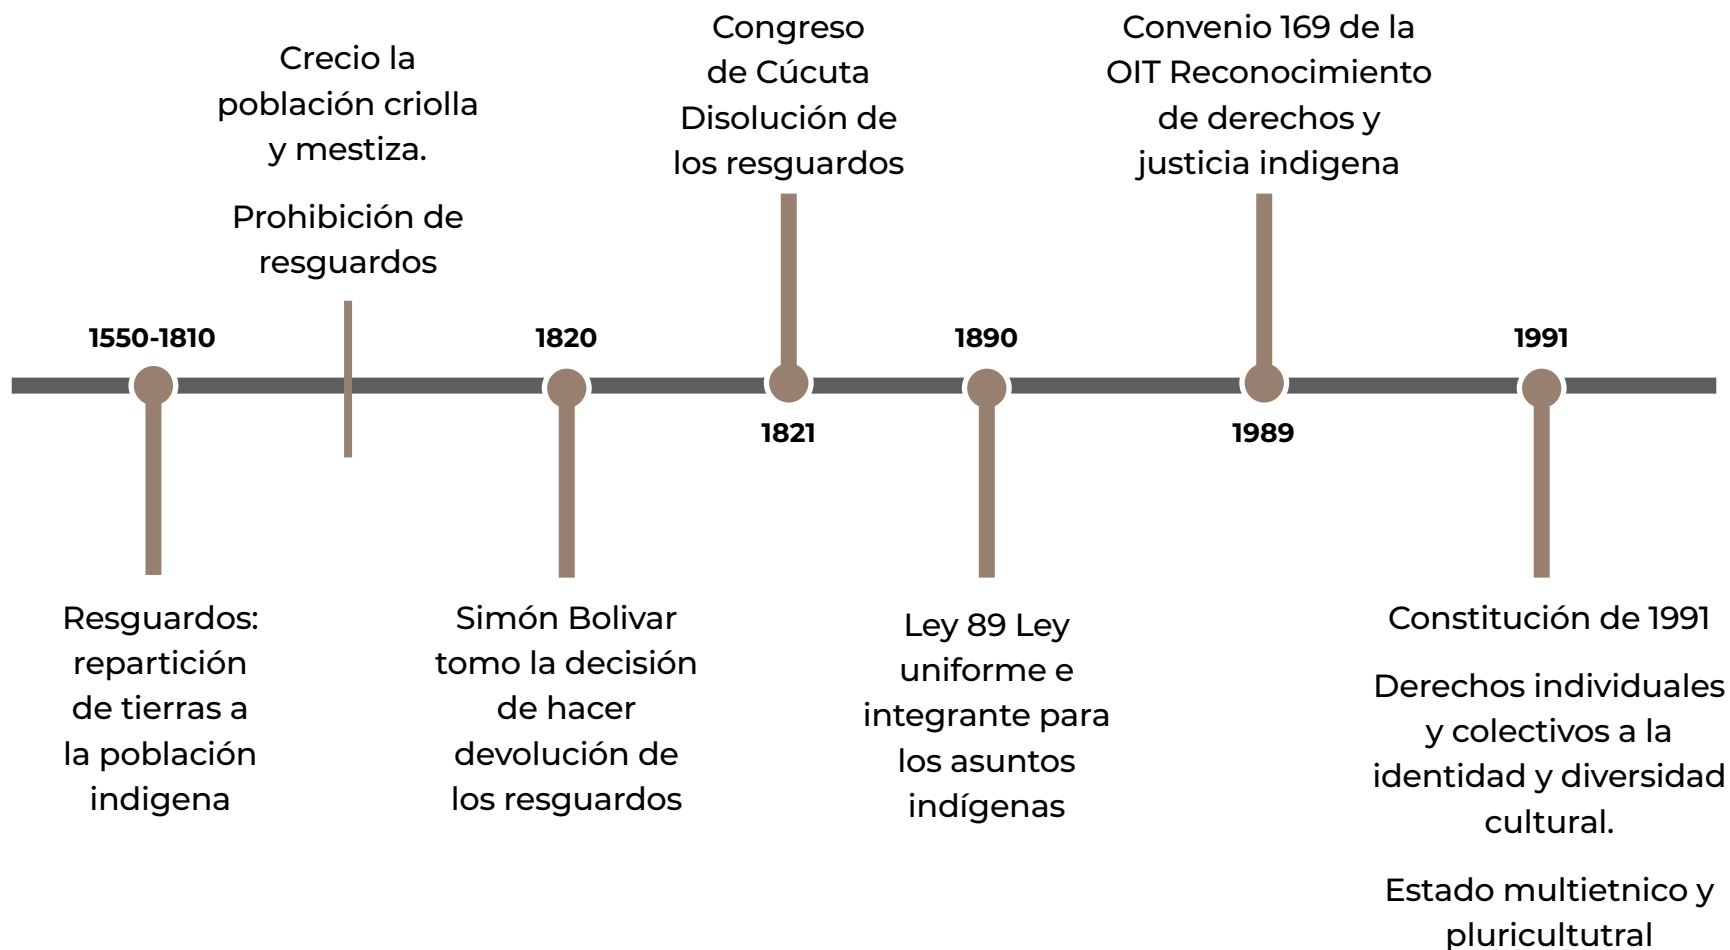 1550-1810
Resguardos:
repartición
de tierras a
la población
indigena
Crecio la
población criolla
y mestiza.
Prohibición de
resguardos
1820
Simón Bolivar
tomo la decisión
de hacer
devolución de
los resguardos
Congreso
de Cúcuta
Disolución de
los resguardos
1821
1890
Ley 89 Ley
uniforme e
integrante para
los asuntos
indígenas
Convenio 169 de la
OIT Reconocimiento
de derechos y
justicia indigena
1989
1991
Constitución de 1991
Derechos individuales
y colectivos a la
identidad y diversidad
cultural.
Estado multietnico y
pluricultutral